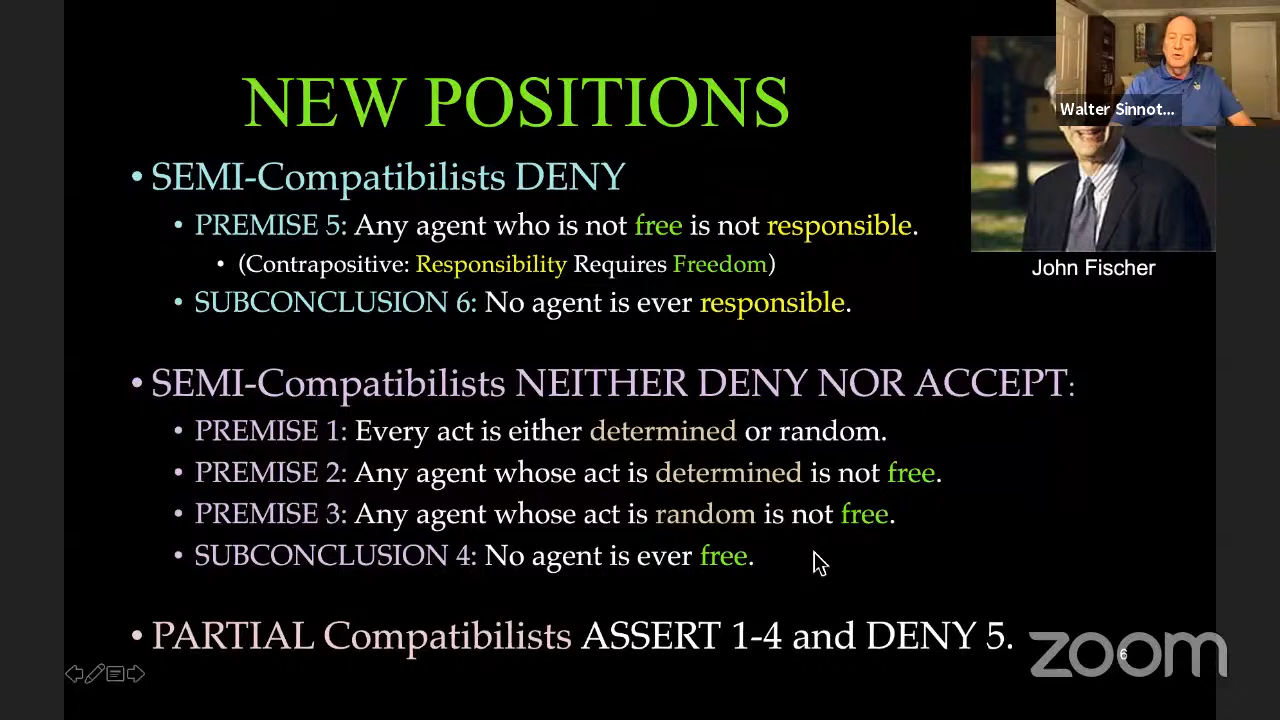 NEW POSITIONS
Walter Sinnot...
• SEMI-Compatibilists DENY
• PREMISE 5: Any agent who is not free is not responsible.
• (Contrapositive: Responsibility Requires Freedom)
• SUBCONCLUSION 6: No agent is ever responsible.
John Fischer
• SEMI-Compatibilists NEITHER DENY NOR ACCEPT:
• PREMISE 1: Every act is either determined or random.
• PREMISE 2: Any agent whose act is determined is not free.
• PREMISE 3: Any agent whose act is random is not free.
• SUBCONCLUSION 4: No agent is ever free.
• PARTIAL Compatibilists ASSERT 1-4 and DENY 5.
6
zoom